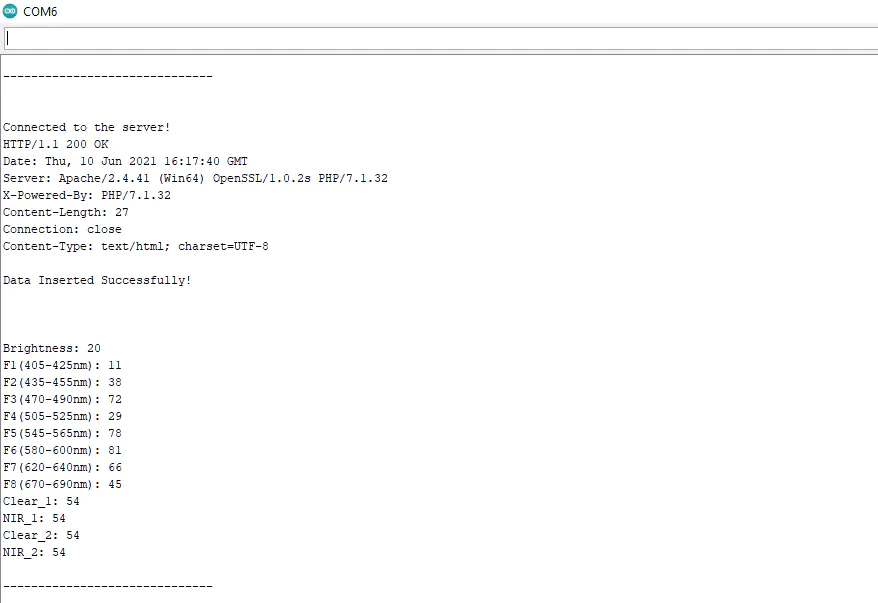 COM6
------------------------------
Connected to the server!
HTTP/1.1 200 OK
Date: Thu, 10 Jun 2021 16:17:40 GMT
Server: Apache/2.4.41 (Win64) OpenSSL/1.0.2s PHP/7.1.32
X-Powered-By: PHP/7.1.32
Content-Length: 27
Connection: close
Content-Type: text/html; charset=UTF-8
Data Inserted Successfully!
Brightness: 20
F1(405-425nm): 11
F2(435-455nm): 38
F3(470-490nm): 72
F4(505-525nm): 29
F5(545-565nm): 78
F6(580-600nm): 81
F7(620-640nm): 66
F8(670-690nm): 45
Clear_1: 54
NIR_1: 54
Clear_2: 54
NIR_2: 54
------------------------------